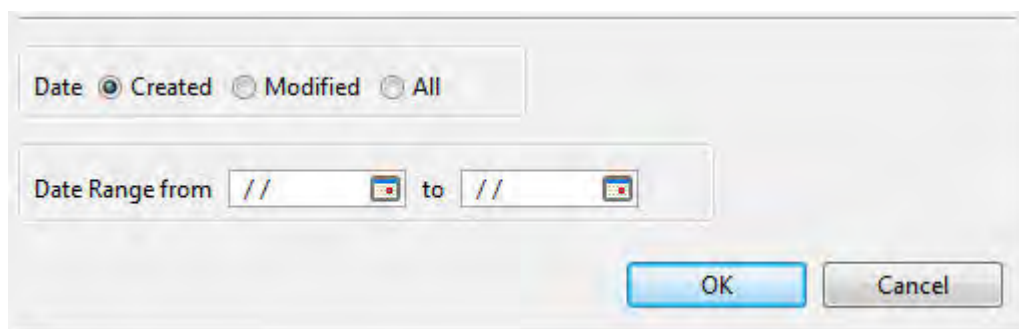 Date Created Modified All
Date Range from / / to / /
OK Cancel